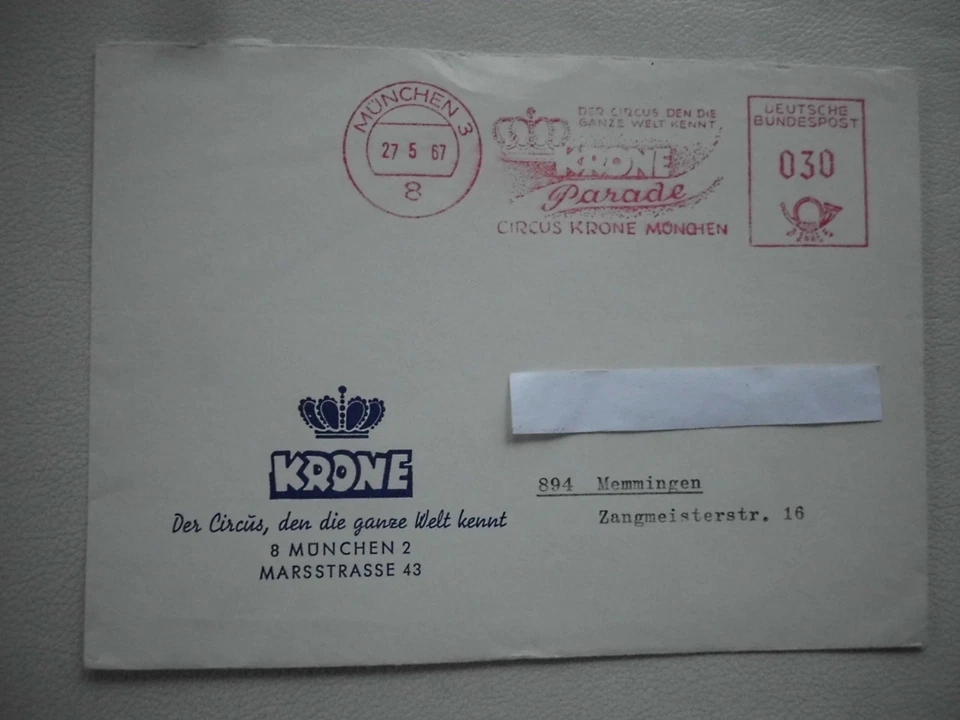 MÜNCHEN 3
27 5 67
8
DER CIRCUS DEN DIE
GANZE WELT KENNT
KRONE
Parade
CIRCUS KRONE MÜNCHEN
DEUTSCHE
BUNDESPOST
030
KRONE
Der Circus, den die ganze Welt kennt
8 MÜNCHEN 2
MARSSTRASSE 43
894 Memmingen
Zangmeisterstr. 16